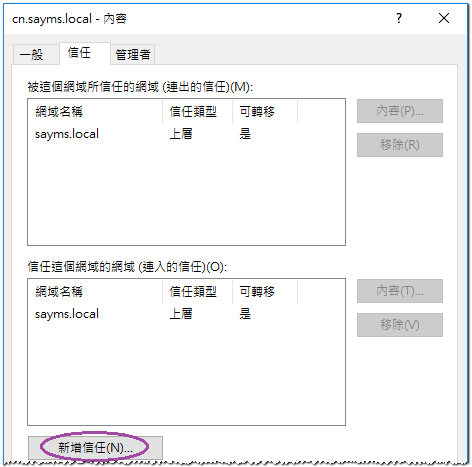 cn.sayms.local - 內容
?
一般 信任 管理者
被這個網域所信任的網域 (連出的信任)(M):
網域名稱 信任類型 可轉移
sayms.local 上層 是
內容(P)...
移除(R)
信任這個網域的網域 (連入的信任)(O):
網域名稱 信任類型 可轉移
sayms.local 上層 是
內容(T)...
移除(V)
新增信任(N)...